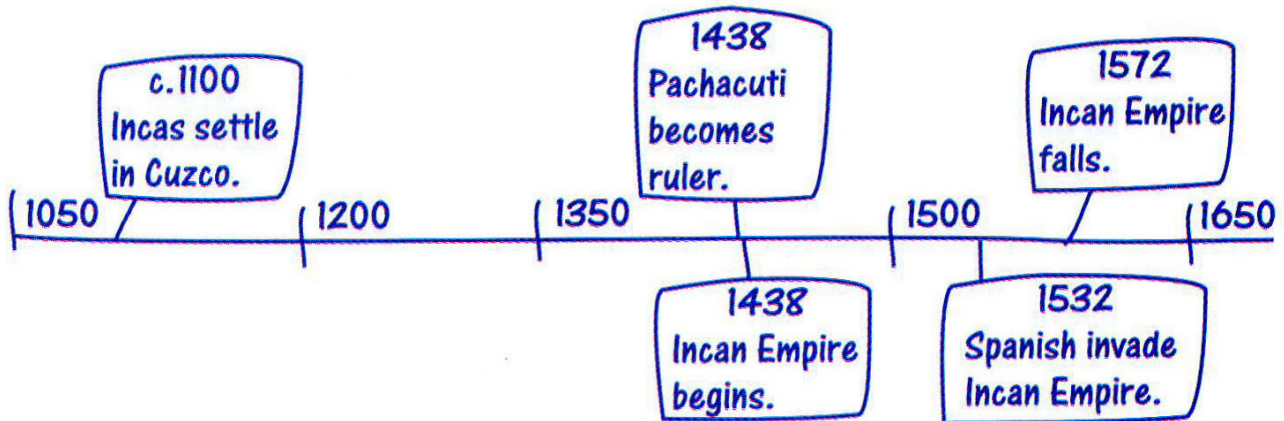 c.1100
Incas settle
in Cuzco.
1438
Pachacuti
becomes
ruler.
1572
Incan Empire
falls.
1050
1200
1350
1500
1650
1438
Incan Empire
begins.
1532
Spanish invade
Incan Empire.